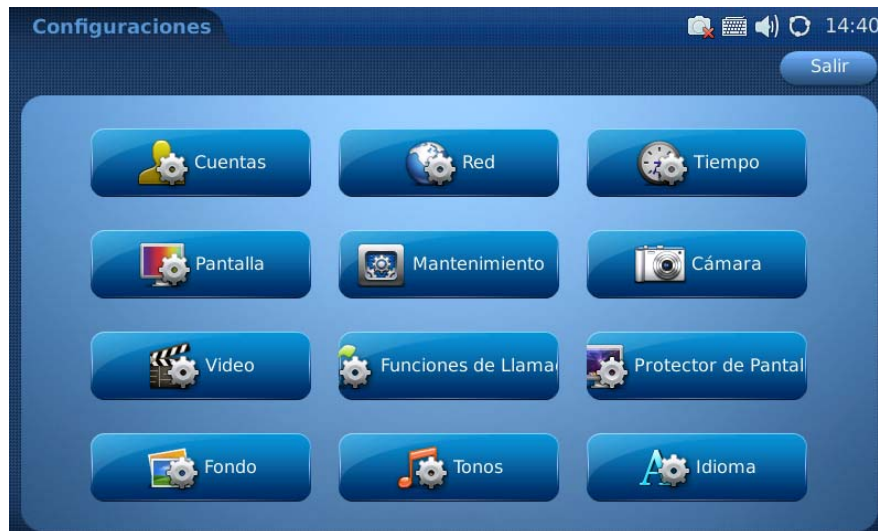 Configuraciones 14:40
Salir
Cuentas Red Tiempo
Pantalla Mantenimiento Cámara
Video Funciones de Llama Protector de Pantal
Fondo Tonos Idioma